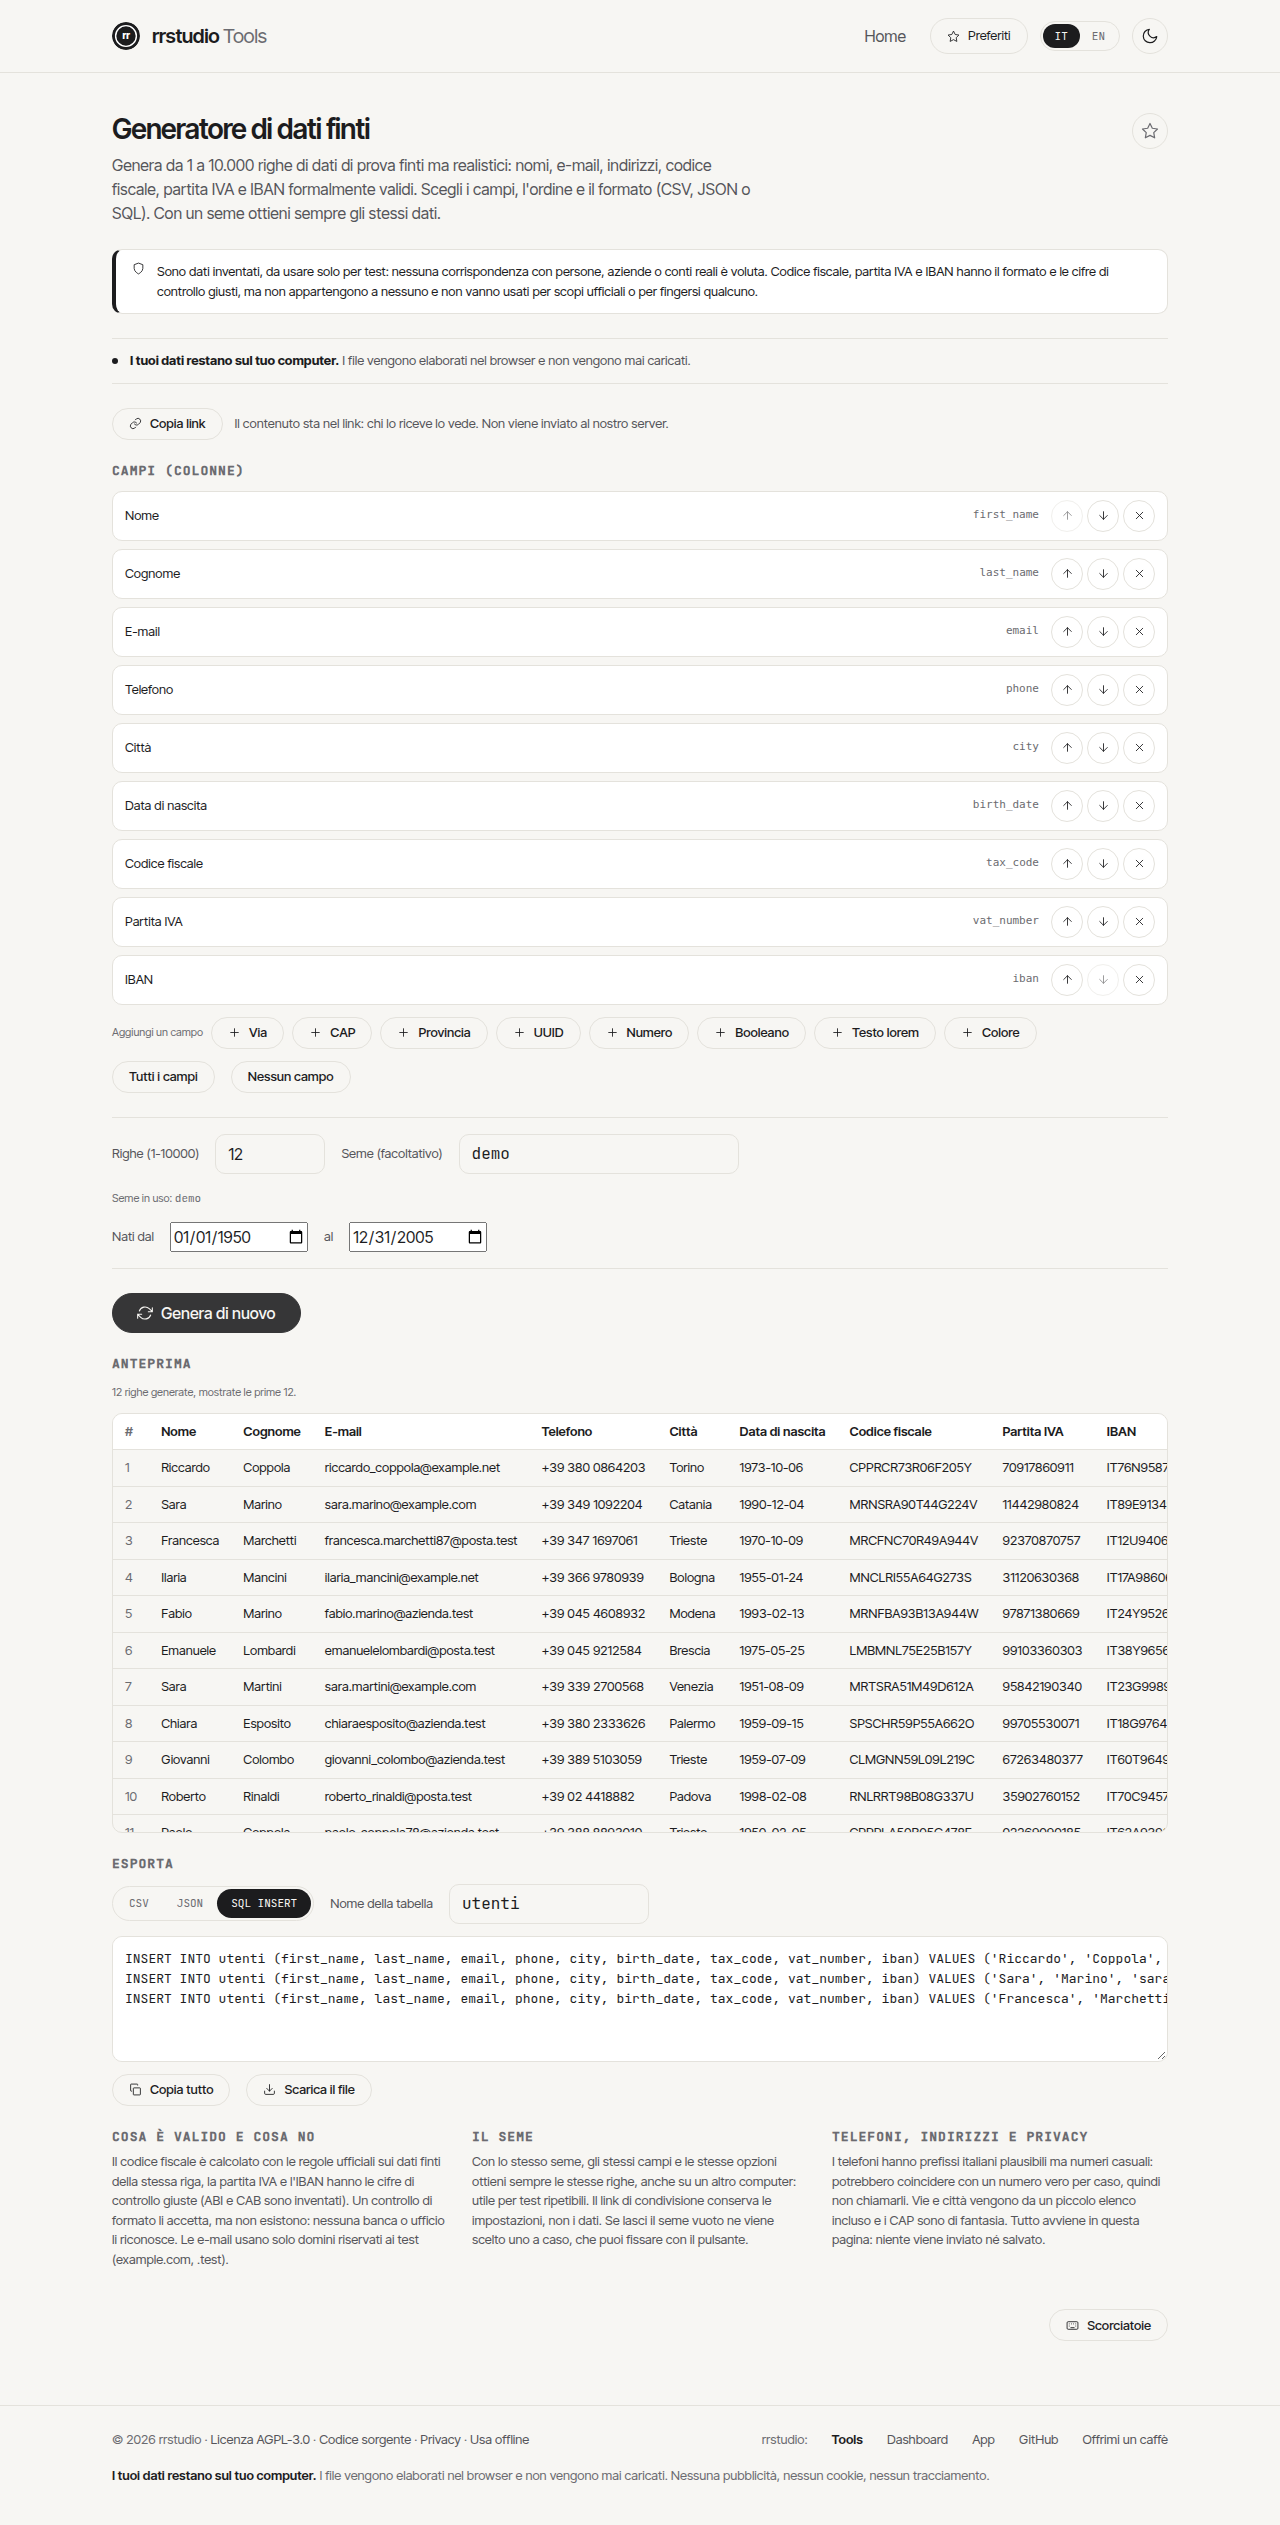 rr rrstudio Tools
Home
Preferiti
IT EN
Generatore di dati finti
Genera da 1 a 10.000 righe di dati di prova finti ma realistici: nomi, e-mail, indirizzi, codice
fiscale, partita IVA e IBAN formalmente validi. Scegli i campi, l'ordine e il formato (CSV, JSON o
SQL). Con un seme ottieni sempre gli stessi dati.
Sono dati inventati, da usare solo per test: nessuna corrispondenza con persone, aziende o conti reali è voluta. Codice fiscale, partita IVA e IBAN hanno il formato e le cifre di
controllo giusti, ma non appartengono a nessuno e non vanno usati per scopi ufficiali o per fingersi qualcuno.
I tuoi dati restano sul tuo computer. I file vengono elaborati nel browser e non vengono mai caricati.
Copia link Il contenuto sta nel link: chi lo riceve lo vede. Non viene inviato al nostro server.
CAMPI (COLONNE)
Nome first_name
Cognome last_name
E-mail email
Telefono phone
Città city
Data di nascita birth_date
Codice fiscale tax_code
Partita IVA vat_number
IBAN iban
Aggiungi un campo + Via + CAP + Provincia + UUID + Numero + Booleano + Testo lorem + Colore
Tutti i campi Nessun campo
Righe (1-10000) 12 Seme (facoltativo) demo
Seme in uso: demo
Nati dal 01/01/1950 al 12/31/2005
Genera di nuovo
ANTEPRIMA
12 righe generate, mostrate le prime 12.
# Nome Cognome E-mail Telefono Città Data di nascita Codice fiscale Partita IVA IBAN
1 Riccardo Coppola riccardo_coppola@example.net +39 380 0864203 Torino 1973-10-06 CPPRCR73R06F205Y 70917860911 IT76N9587
2 Sara Marino sara.marino@example.com +39 349 1092204 Catania 1990-12-04 MRNSRA90T44G224V 11442980824 IT89E9134
3 Francesca Marchetti francesca.marchetti87@posta.test +39 347 1697061 Trieste 1970-10-09 MRCFNC70R49A944V 92370870757 IT12U9406
4 Ilaria Mancini ilaria_mancini@example.net +39 366 9780939 Bologna 1955-01-24 MNCLRI55A64G273S 31120630368 IT17A9860
5 Fabio Marino fabio.marino@azienda.test +39 045 4608932 Modena 1993-02-13 MRNFBA93B13A944W 97871380669 IT24Y9526
6 Emanuele Lombardi emanuelelombardi@posta.test +39 045 9212584 Brescia 1975-05-25 LMBMNL75E25B157Y 99103360303 IT38Y9656
7 Sara Martini sara.martini@example.com +39 339 2700568 Venezia 1951-08-09 MRTSRA51M49D612A 95842190340 IT23G9989
8 Chiara Esposito chiaraesposito@azienda.test +39 380 2333626 Palermo 1959-09-15 SPSCHR59P55A662O 99705530071 IT18G9764
9 Giovanni Colombo giovanni_colombo@azienda.test +39 389 5103059 Trieste 1959-07-09 CLMGNN59L09L219C 67263480377 IT60T9649
10 Roberto Rinaldi roberto_rinaldi@posta.test +39 02 4418882 Padova 1998-02-08 RNLRRT98B08G337U 35902760152 IT70C9457
ESPORTA
CSV JSON SQL INSERT Nome della tabella utenti
INSERT INTO utenti (first_name, last_name, email, phone, city, birth_date, tax_code, vat_number, iban) VALUES ('Riccardo', 'Coppola',
INSERT INTO utenti (first_name, last_name, email, phone, city, birth_date, tax_code, vat_number, iban) VALUES ('Sara', 'Marino', 'sara
INSERT INTO utenti (first_name, last_name, email, phone, city, birth_date, tax_code, vat_number, iban) VALUES ('Francesca', 'Marchetti
Copia tutto Scarica il file
COSA È VALIDO E COSA NO
Il codice fiscale è calcolato con le regole ufficiali sui dati finti
della stessa riga, la partita IVA e l'IBAN hanno le cifre di
controllo giuste (ABI e CAB sono inventati). Un controllo di
formato li accetta, ma non esistono: nessuna banca o ufficio
li riconosce. Le e-mail usano solo domini riservati ai test
(example.com, .test).
IL SEME
Con lo stesso seme, gli stessi campi e le stesse opzioni
ottieni sempre le stesse righe, anche su un altro computer:
utile per test ripetibili. Il link di condivisione conserva le
impostazioni, non i dati. Se lasci il seme vuoto ne viene
scelto uno a caso, che puoi fissare con il pulsante.
TELEFONI, INDIRIZZI E PRIVACY
I telefoni hanno prefissi italiani plausibili ma numeri casuali:
potrebbero coincidere con un numero vero per caso, quindi
non chiamarli. Vie e città vengono da un piccolo elenco
incluso e i CAP sono di fantasia. Tutto avviene in questa
pagina: niente viene inviato né salvato.
Scorciatoie
© 2026 rrstudio · Licenza AGPL-3.0 · Codice sorgente · Privacy · Usa offline
rrstudio: Tools Dashboard App GitHub Offrimi un caffè
I tuoi dati restano sul tuo computer. I file vengono elaborati nel browser e non vengono mai caricati. Nessuna pubblicità, nessun cookie, nessun tracciamento.